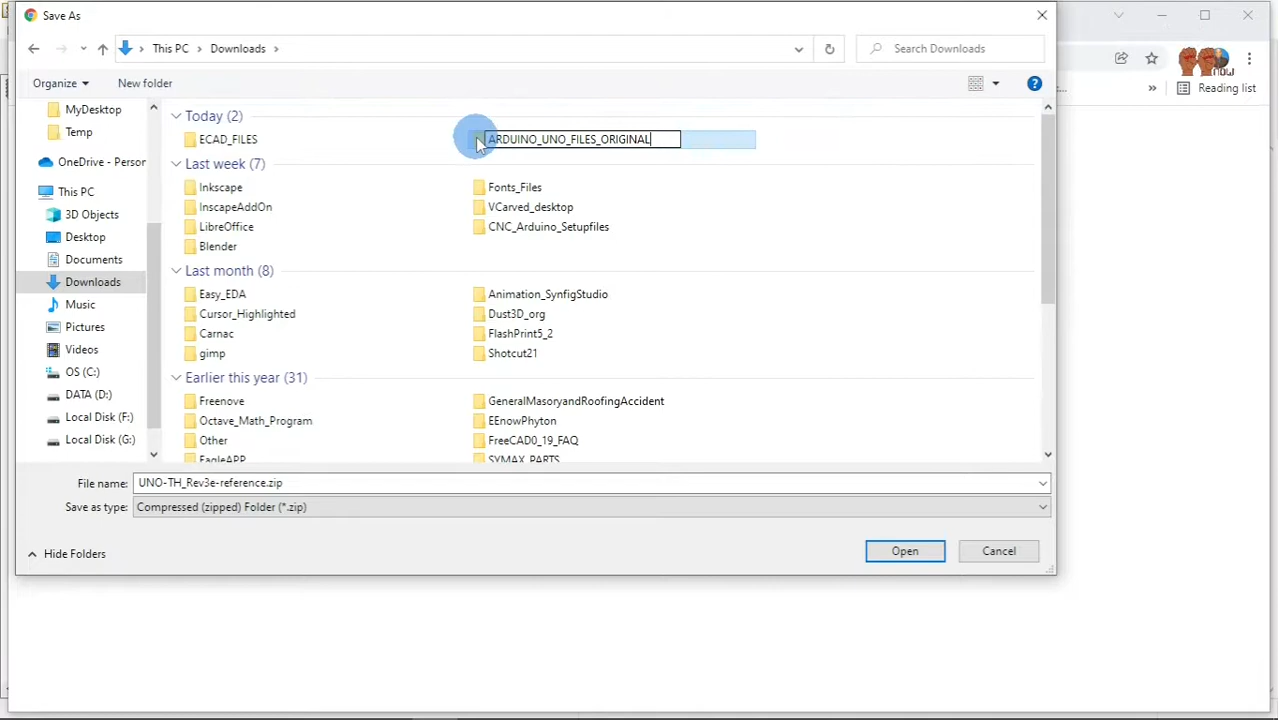 Save As
This PC > Downloads >
Search Downloads
Organize
New folder
Reading list
MyDesktop
Temp
OneDrive - Person
This PC
3D Objects
Desktop
Documents
Downloads
Music
Pictures
Videos
OS (C:)
DATA (D:)
Local Disk (F:)
Local Disk (G:)
Today (2)
ECAD_FILES
ARDUINO_UNO_FILES_ORIGINAL
Last week (7)
Inkscape
Fonts_Files
InscapeAddOn
VCarved_desktop
LibreOffice
CNC_Arduino_Setupfiles
Blender
Last month (8)
Easy_EDA
Animation_SynfigStudio
Cursor_Highlighted
Dust3D_org
Carnac
FlashPrint5_2
gimp
Shotcut21
Earlier this year (31)
Freenove
GeneralMasoryandRoofingAccident
Octave_Math_Program
EEnowPhyton
Other
FreeCAD0_19_FAQ
EagleAPP
SYMAX_PARTS
File name: UNO-TH_Rev3e-reference.zip
Save as type: Compressed (zipped) Folder (*.zip)
Hide Folders
Open
Cancel